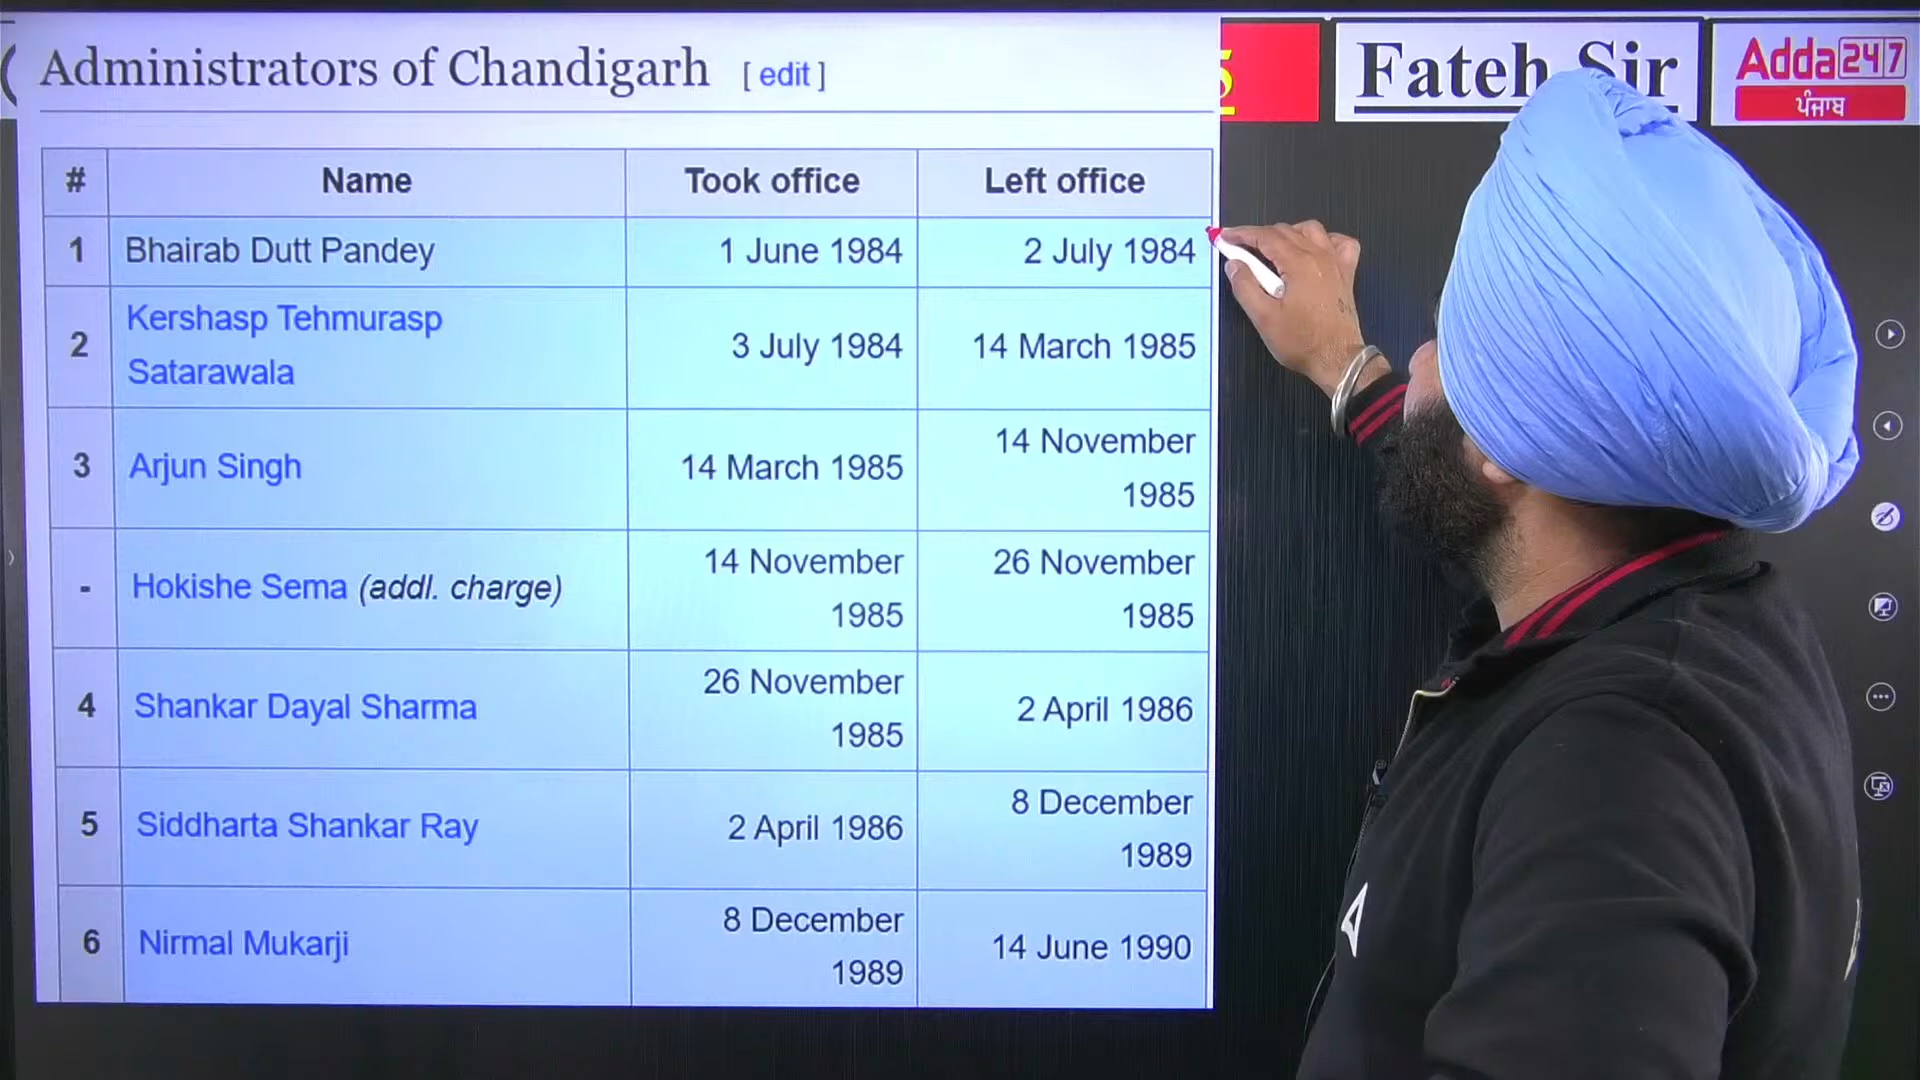 Administrators of Chandigarh [ edit ]
5
Fateh Sir
Adda247
ਪੰਜਾਬ
# Name Took office Left office
1 Bhairab Dutt Pandey 1 June 1984 2 July 1984
2 Kershasp Tehmurasp Satarawala 3 July 1984 14 March 1985
3 Arjun Singh 14 March 1985 14 November 1985
- Hokishe Sema (addl. charge) 14 November 1985 26 November 1985
4 Shankar Dayal Sharma 26 November 1985 2 April 1986
5 Siddharta Shankar Ray 2 April 1986 8 December 1989
6 Nirmal Mukarji 8 December 1989 14 June 1990